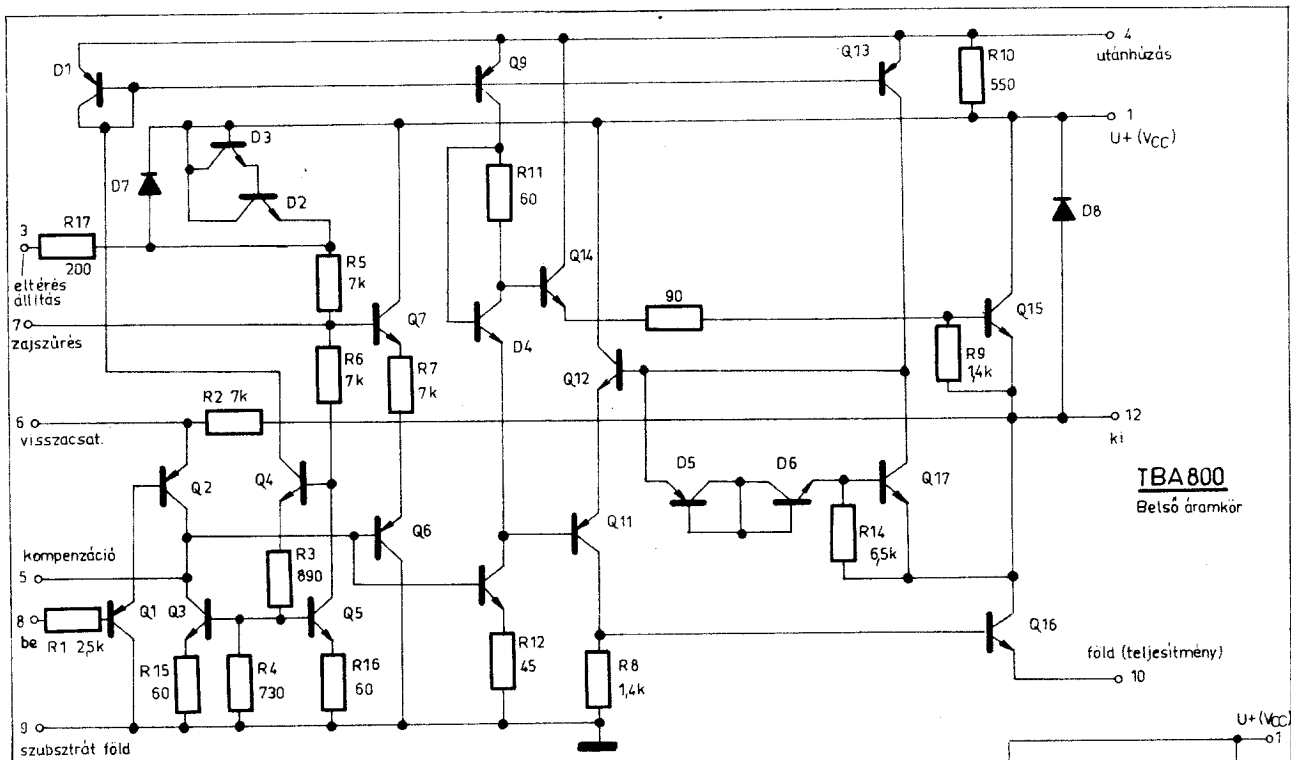 D1
Q9
Q13
R10
550
4
utánhúzás
1
U+(VCC)
D3
D7
D2
R11
60
D8
3
R17
200
eltérés
állítás
R5
7k
Q14
90
Q15
7
zajszűrés
Q7
D4
R6
7k
R7
7k
Q12
R9
1,4k
6
visszacsat.
R2 7k
12
ki
Q2
Q4
D5
D6
Q17
TBA800
Belső áramkör
kompenzáció
5
R3
890
Q6
Q11
R14
6,5k
8
be
R1 2,5k
Q1
Q3
Q5
Q16
R15
60
R4
730
R16
60
R12
45
R8
1,4k
föld (teljesítmény)
10
9
szubsztrát föld
U+(VCC)
1